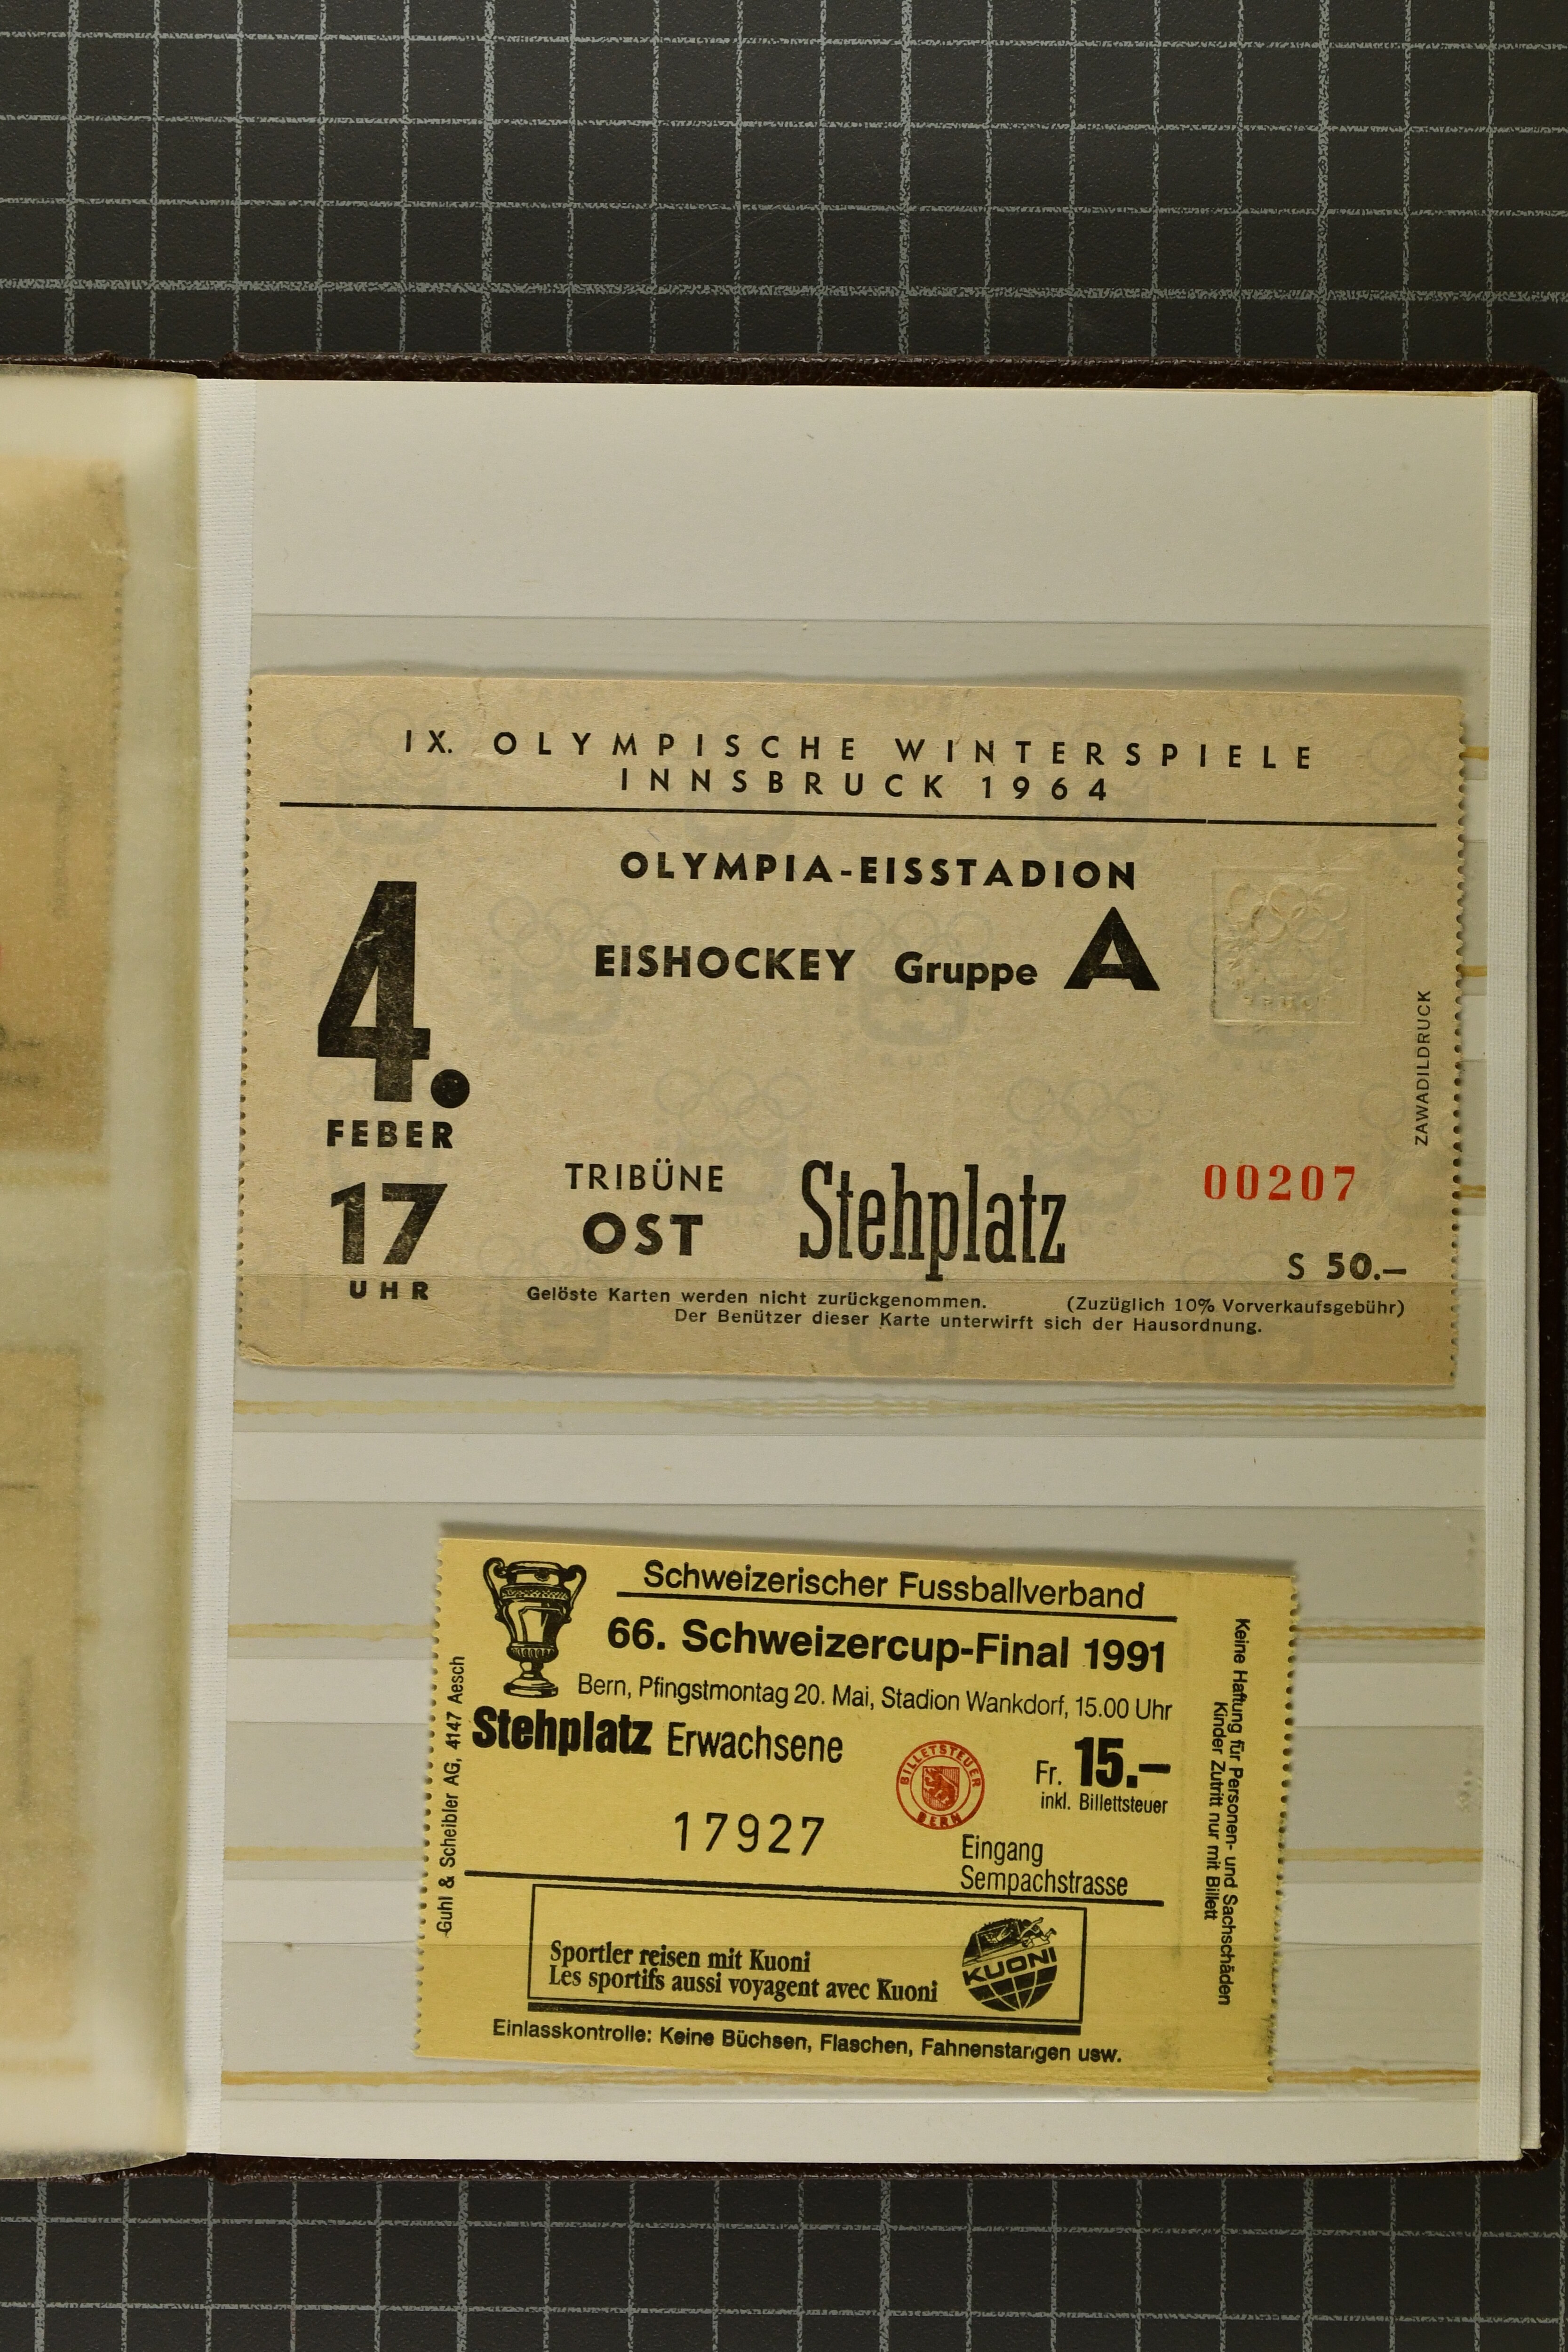 IX. OLYMPISCHE WINTERSPIELE
INNSBRUCK 1964
OLYMPIA-EISSTADION
EISHOCKEY Gruppe A
4.
FEBER
17
UHR
TRIBÜNE
OST
Stehplatz
00207
S 50.—
Gelöste Karten werden nicht zurückgenommen. (Zuzüglich 10% Vorverkaufsgebühr)
Der Benützer dieser Karte unterwirft sich der Hausordnung.
ZAWADILDRUCK
Schweizerischer Fussballverband
66. Schweizercup-Final 1991
Bern, Pfingstmontag 20. Mai, Stadion Wankdorf, 15.00 Uhr
Stehplatz Erwachsene
BILLETSTEUER
BERN
Fr. 15.—
inkl. Billettsteuer
17927
Eingang
Sempachstrasse
Sportler reisen mit Kuoni
Les sportifs aussi voyagent avec Kuoni
KUONI
Einlasskontrolle: Keine Büchsen, Flaschen, Fahnenstangen usw.
Guhl & Scheibler AG, 4147 Aesch
Keine Haftung für Personen- und Sachschäden
Kinder Zutritt nur mit Billett